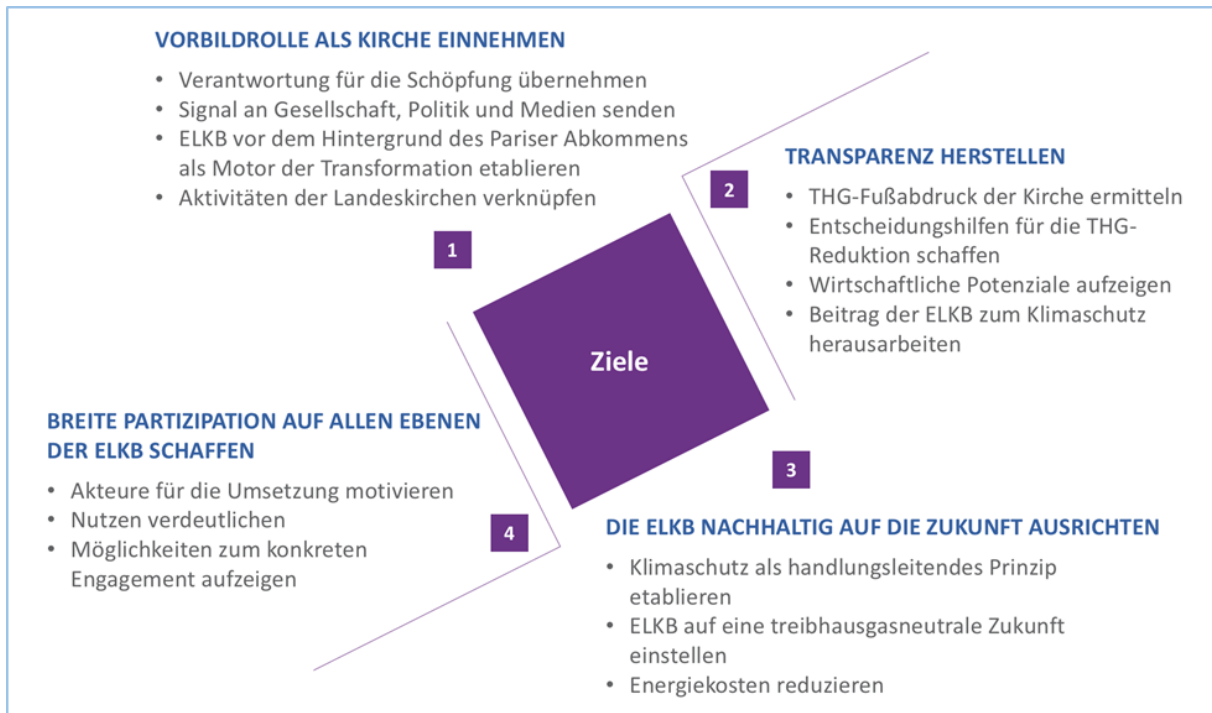 VORBILDROLLE ALS KIRCHE EINNEHMEN
• Verantwortung für die Schöpfung übernehmen
• Signal an Gesellschaft, Politik und Medien senden
• ELKB vor dem Hintergrund des Pariser Abkommens
als Motor der Transformation etablieren
• Aktivitäten der Landeskirchen verknüpfen
1
2
TRANSPARENZ HERSTELLEN
• THG-Fußabdruck der Kirche ermitteln
• Entscheidungshilfen für die THG-
Reduktion schaffen
• Wirtschaftliche Potenziale aufzeigen
• Beitrag der ELKB zum Klimaschutz
herausarbeiten
Ziele
3
DIE ELKB NACHHALTIG AUF DIE ZUKUNFT AUSRICHTEN
• Klimaschutz als handlungsleitendes Prinzip
etablieren
• ELKB auf eine treibhausgasneutrale Zukunft
einstellen
• Energiekosten reduzieren
BREITE PARTIZIPATION AUF ALLEN EBENEN
DER ELKB SCHAFFEN
• Akteure für die Umsetzung motivieren
• Nutzen verdeutlichen
• Möglichkeiten zum konkreten
Engagement aufzeigen
4